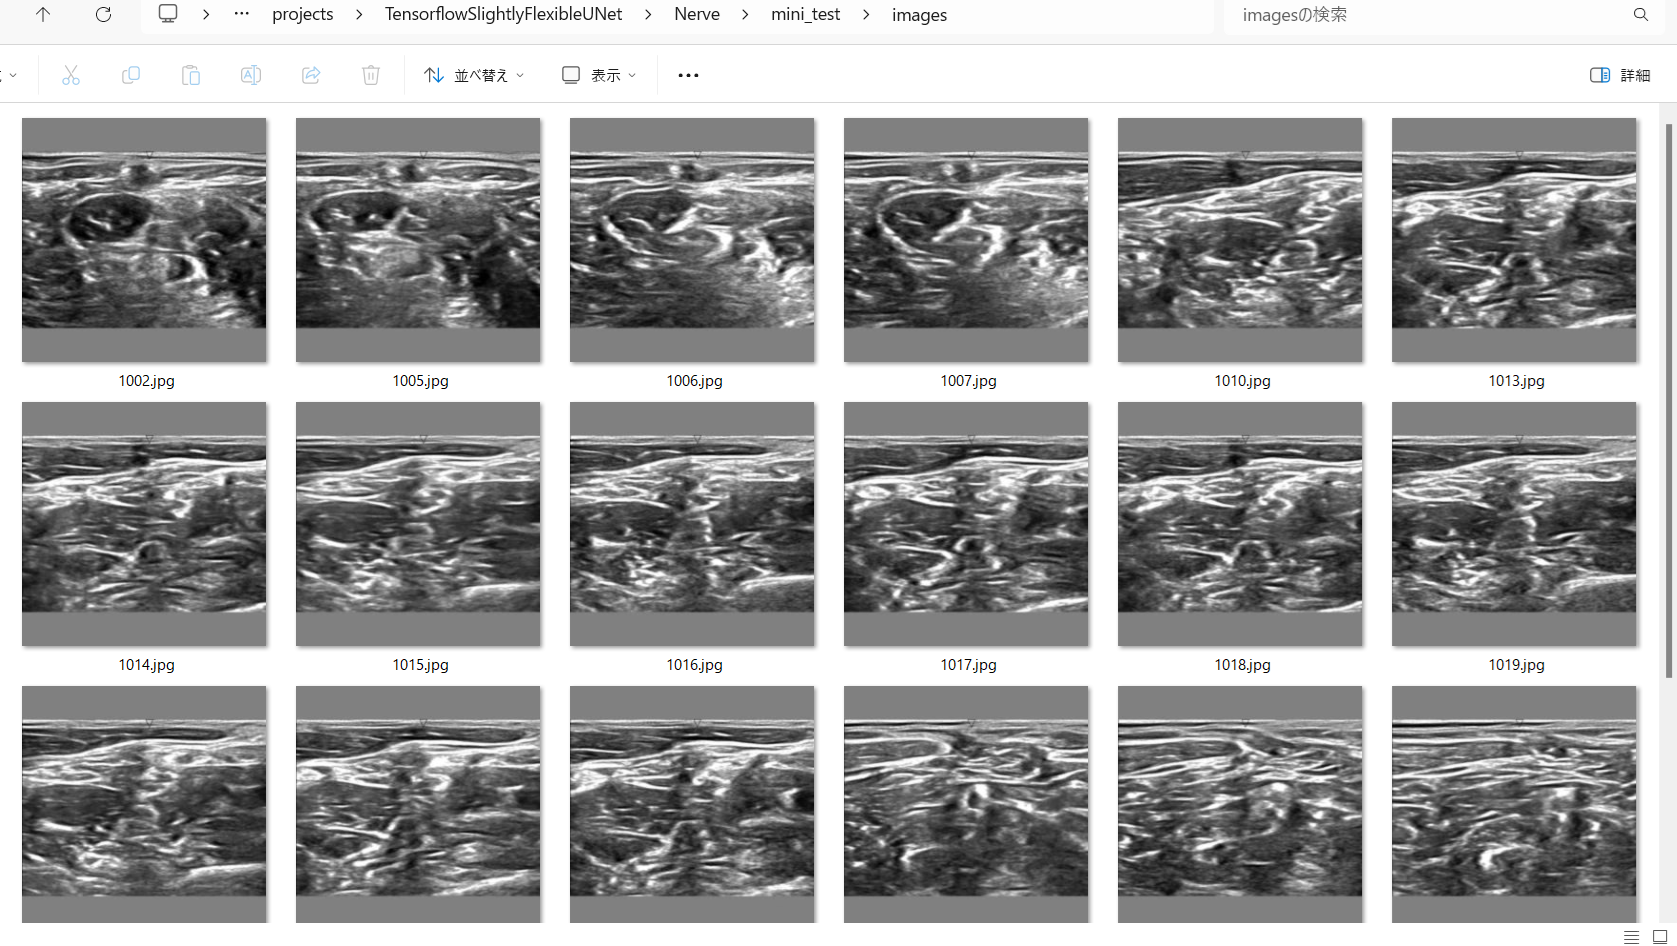 projects > TensorflowSlightlyFlexibleUNet > Nerve > mini_test > images
imagesの検索
並べ替え
表示
詳細
1002.jpg
1005.jpg
1006.jpg
1007.jpg
1010.jpg
1013.jpg
1014.jpg
1015.jpg
1016.jpg
1017.jpg
1018.jpg
1019.jpg